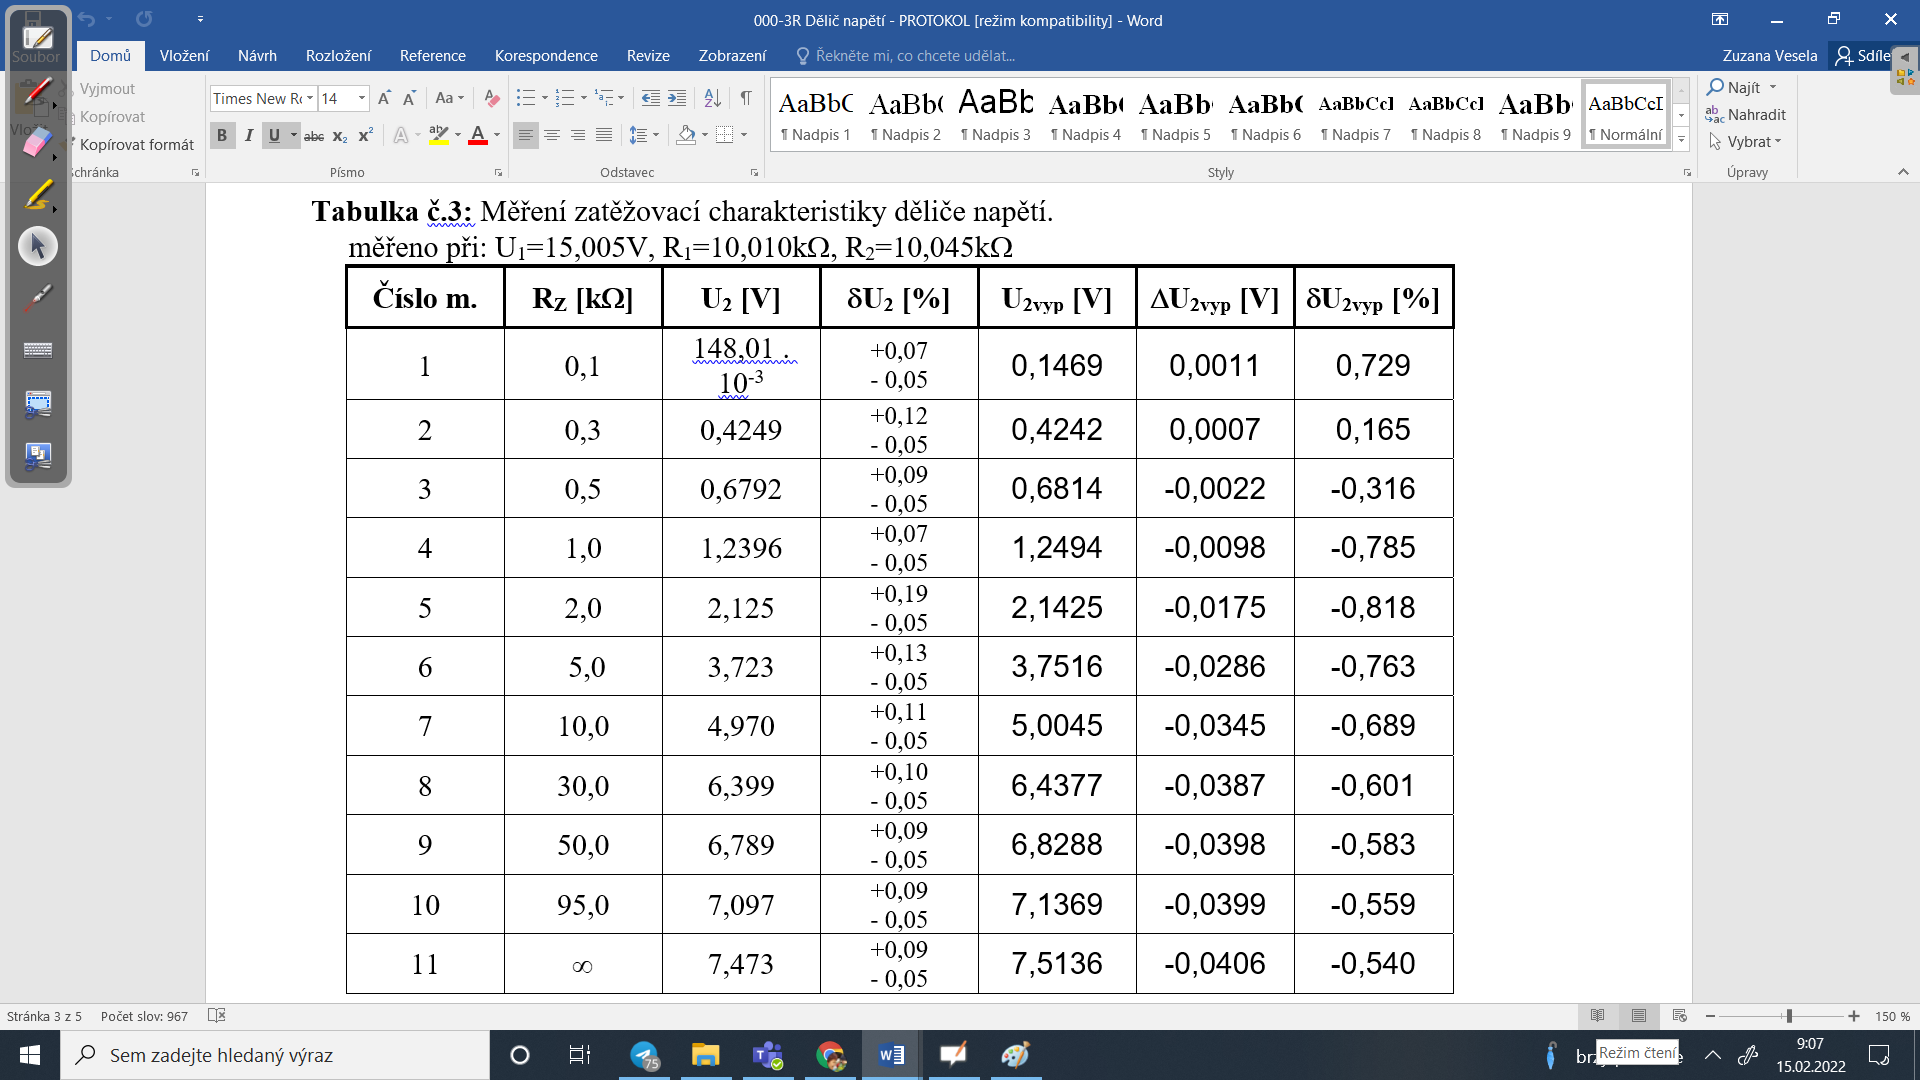 000-3R Dělič napětí - PROTOKOL [režim kompatibility] - Word
Soubor Domů Vložení Návrh Rozložení Reference Korespondence Revize Zobrazení Řekněte mi, co chcete udělat... Zuzana Vesela
Vyjmout
Kopírovat
Kopírovat formát
Times New Ro 14
AaBbC AaBb( AaBb AaBb( AaBb AaBb( AaBbCcI AaBbCcI AaBb AaBbCcI
¶ Nadpis 1 ¶ Nadpis 2 ¶ Nadpis 3 ¶ Nadpis 4 ¶ Nadpis 5 ¶ Nadpis 6 ¶ Nadpis 7 ¶ Nadpis 8 ¶ Nadpis 9 ¶ Normální
Najít
Nahradit
Vybrat
Písmo Odstavec Styly Úpravy
Tabulka č.3: Měření zatěžovací charakteristiky děliče napětí.
měřeno při: U₁=15,005V, R₁=10,010kΩ, R₂=10,045kΩ
Číslo m. R_Z [kΩ] U₂ [V] δU₂ [%] U₂vyp [V] ΔU₂vyp [V] δU₂vyp [%]
1 0,1 148,01 . 10⁻³ +0,07 - 0,05 0,1469 0,0011 0,729
2 0,3 0,4249 +0,12 - 0,05 0,4242 0,0007 0,165
3 0,5 0,6792 +0,09 - 0,05 0,6814 -0,0022 -0,316
4 1,0 1,2396 +0,07 - 0,05 1,2494 -0,0098 -0,785
5 2,0 2,125 +0,19 - 0,05 2,1425 -0,0175 -0,818
6 5,0 3,723 +0,13 - 0,05 3,7516 -0,0286 -0,763
7 10,0 4,970 +0,11 - 0,05 5,0045 -0,0345 -0,689
8 30,0 6,399 +0,10 - 0,05 6,4377 -0,0387 -0,601
9 50,0 6,789 +0,09 - 0,05 6,8288 -0,0398 -0,583
10 95,0 7,097 +0,09 - 0,05 7,1369 -0,0399 -0,559
11 ∞ 7,473 +0,09 - 0,05 7,5136 -0,0406 -0,540
Stránka 3 z 5 Počet slov: 967 150 %
Sem zadejte hledaný výraz
75
Režim čtení
9:07
15.02.2022